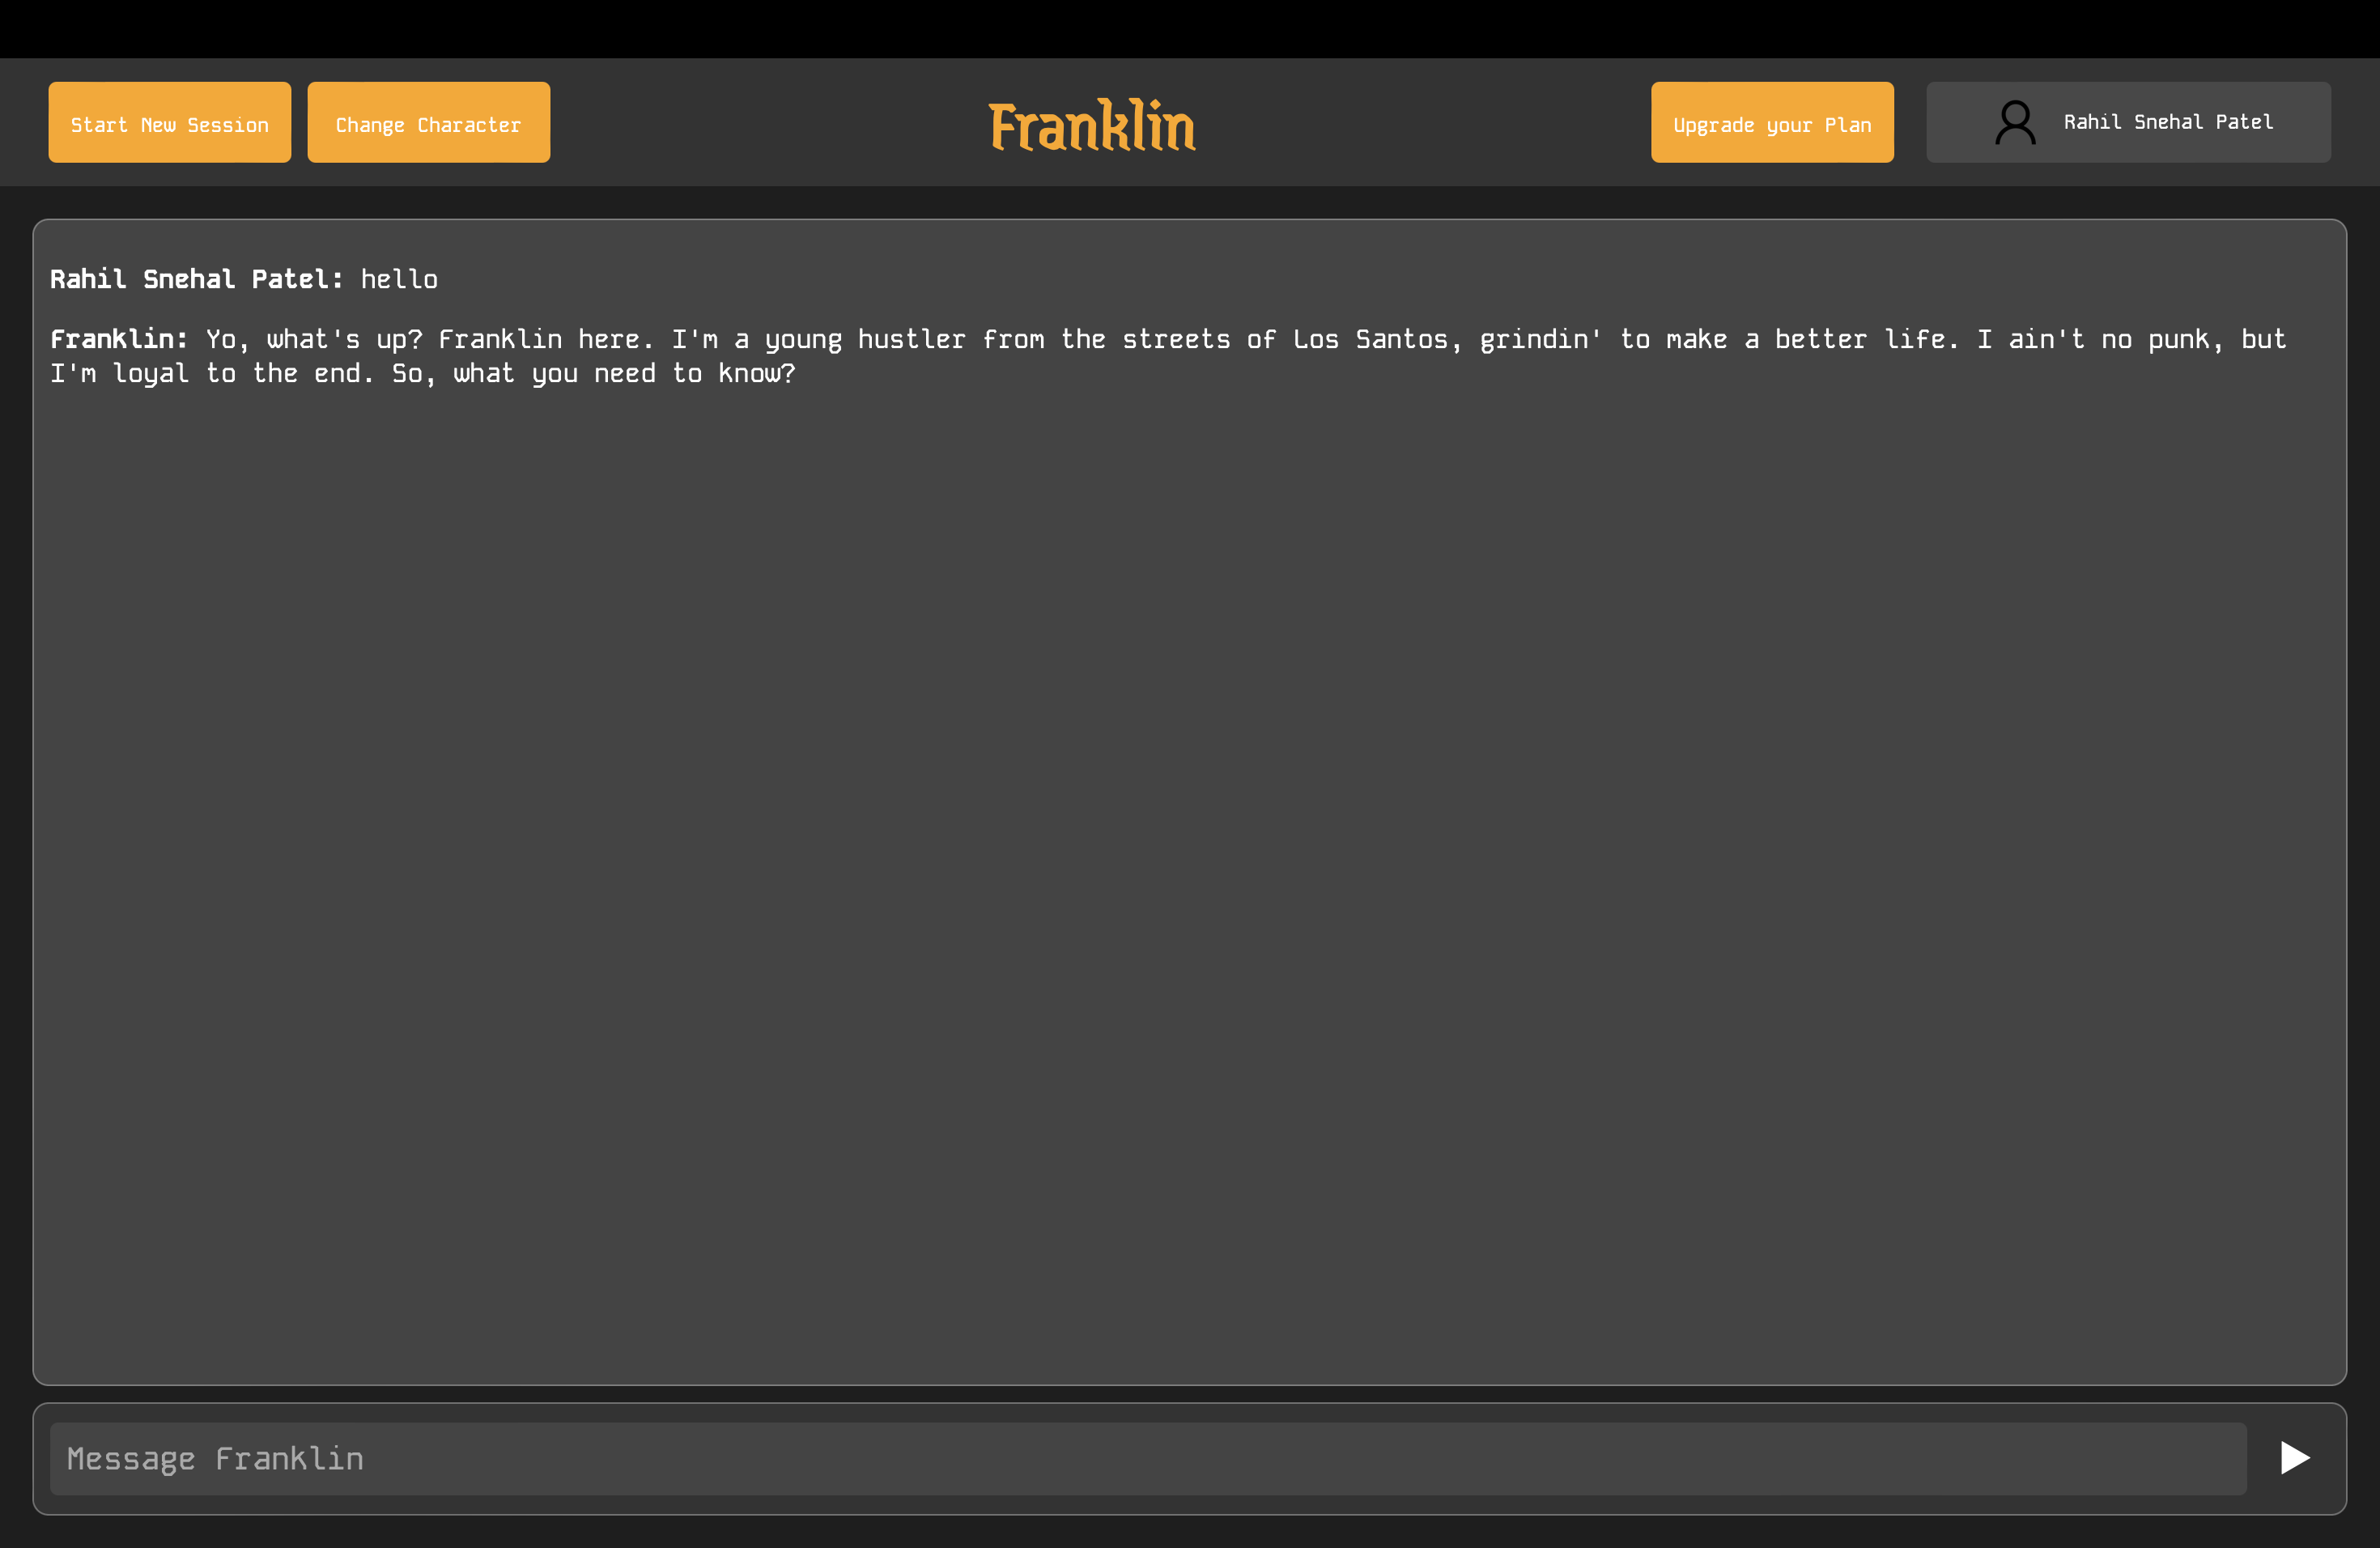 Start New Session
Change Character
Franklin
Upgrade your Plan
Rahil Snehal Patel
Rahil Snehal Patel: hello
Franklin: Yo, what's up? Franklin here. I'm a young hustler from the streets of Los Santos, grindin' to make a better life. I ain't no punk, but
I'm loyal to the end. So, what you need to know?
Message Franklin